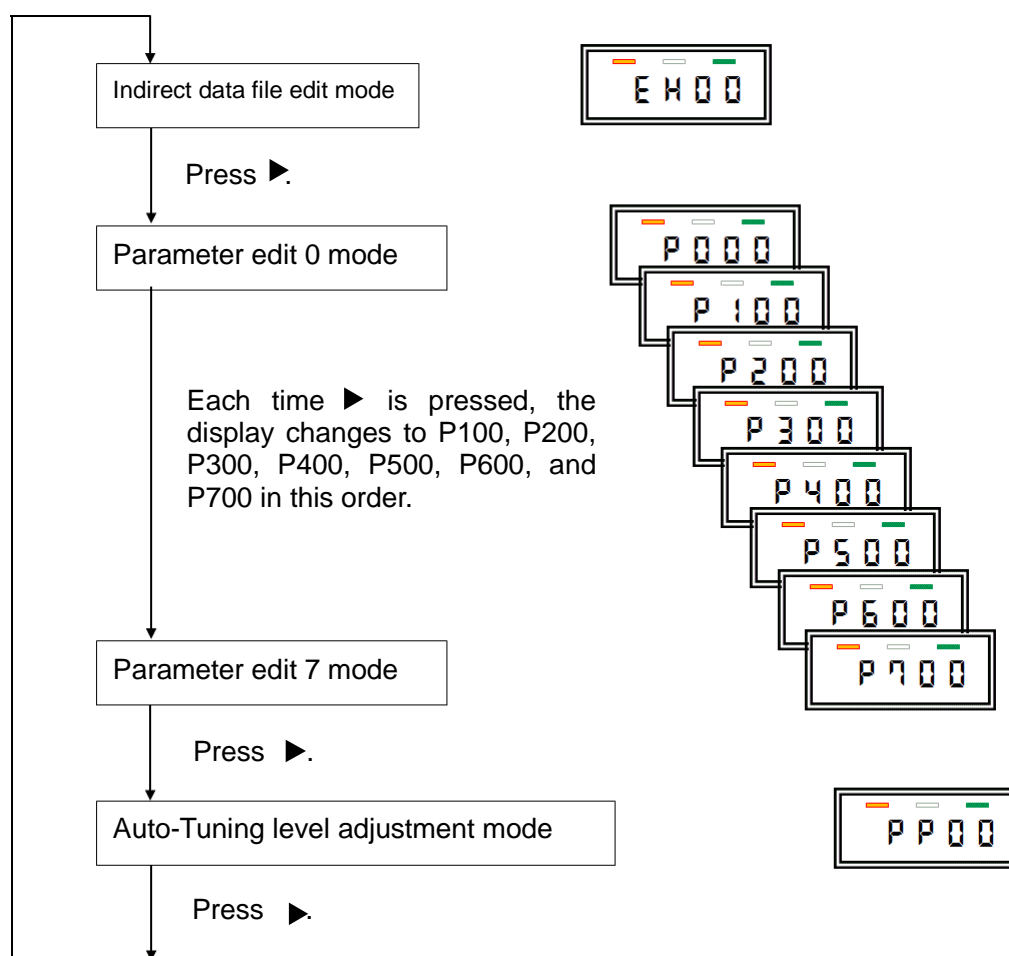 Indirect data file edit mode
EH00
Press ▶.
Parameter edit 0 mode
P000
P100
P200
P300
P400
P500
P600
P700
Each time ▶ is pressed, the
display changes to P100, P200,
P300, P400, P500, P600, and
P700 in this order.
Parameter edit 7 mode
Press ▶.
Auto-Tuning level adjustment mode
PP00
Press ▶.